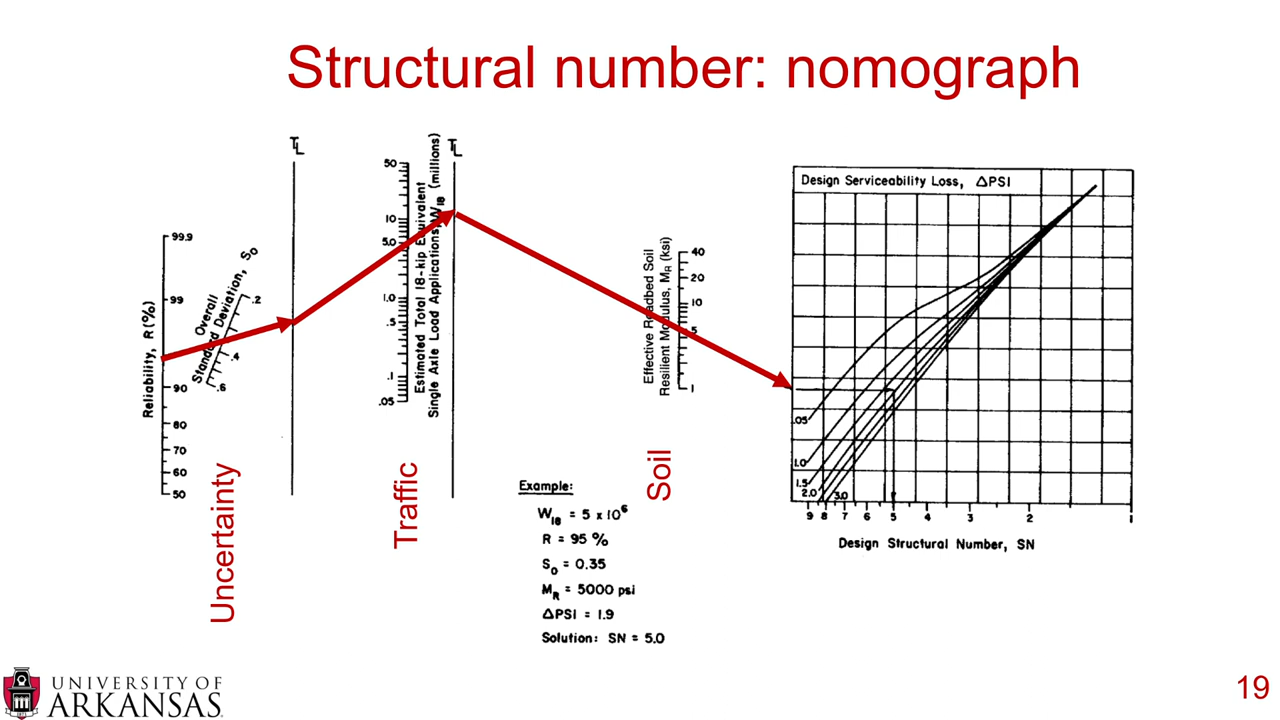 Structural number: nomograph
TL
TL
Reliability, R (%)
99.9
99
90
80
70
60
50
Overall
Standard Deviation, So
.2
.4
.6
Uncertainty
Estimated Total 18-kip Equivalent
Single Axle Load Applications, W18 (millions)
50
10
5.0
1.0
.5
.1
.05
Traffic
Effective Roadbed Soil
Resilient Modulus, MR (ksi)
40
20
10
5
1
Soil
Design Serviceability Loss, ΔPSI
.05
1.0
1.5
2.0
3.0
9 8 7 6 5 4 3 2 1
Design Structural Number, SN
Example:
W18 = 5 x 10^6
R = 95 %
So = 0.35
MR = 5000 psi
ΔPSI = 1.9
Solution: SN = 5.0
UNIVERSITY OF
ARKANSAS
19